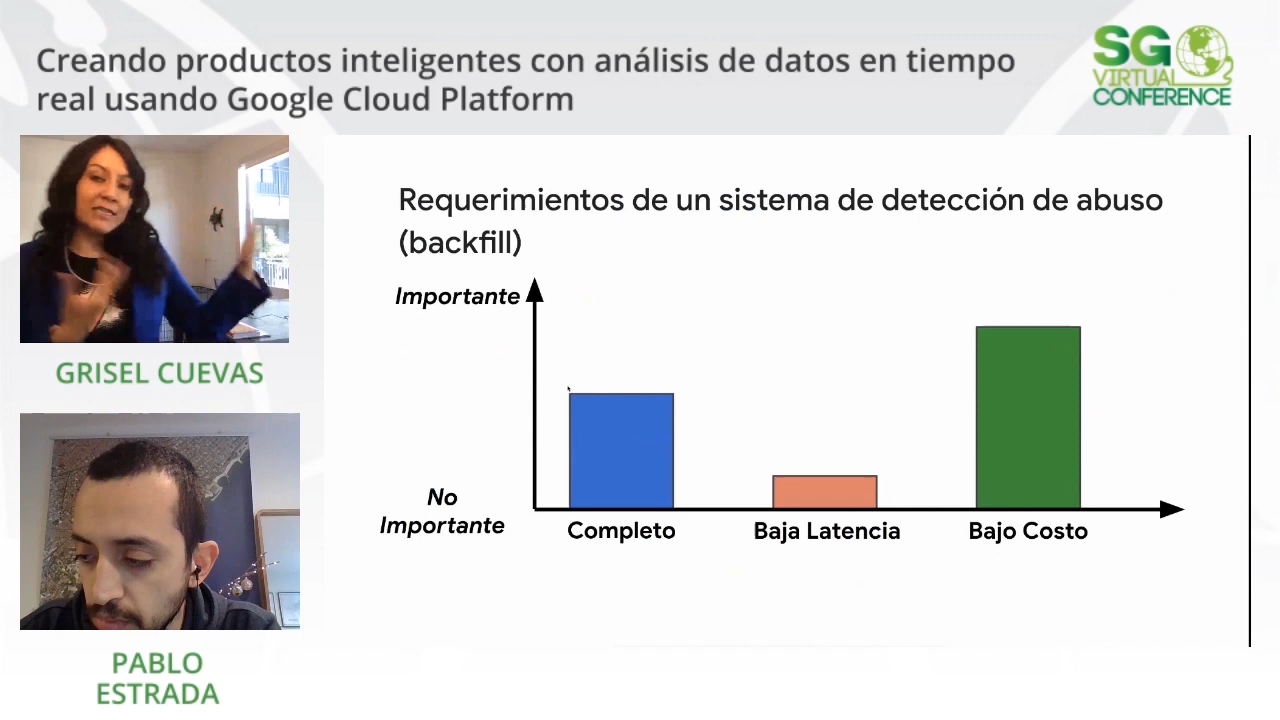 Creando productos inteligentes con análisis de datos en tiempo
real usando Google Cloud Platform
SG
VIRTUAL
CONFERENCE
GRISEL CUEVAS
PABLO
ESTRADA
Requerimientos de un sistema de detección de abuso
(backfill)
Importante
No
Importante
Completo
Baja Latencia
Bajo Costo